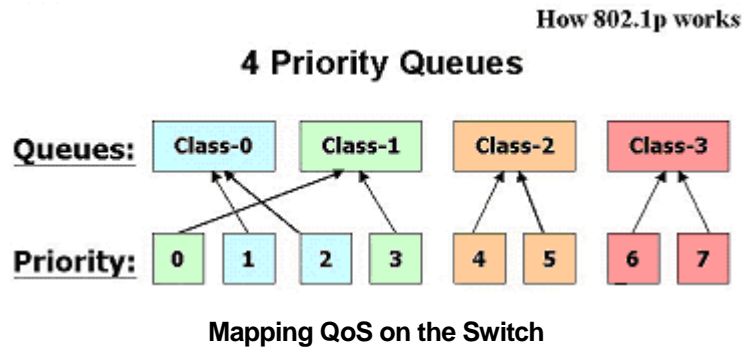 How 802.1p works
4 Priority Queues
Queues: Class-0 Class-1 Class-2 Class-3
Priority: 0 1 2 3 4 5 6 7
Mapping QoS on the Switch